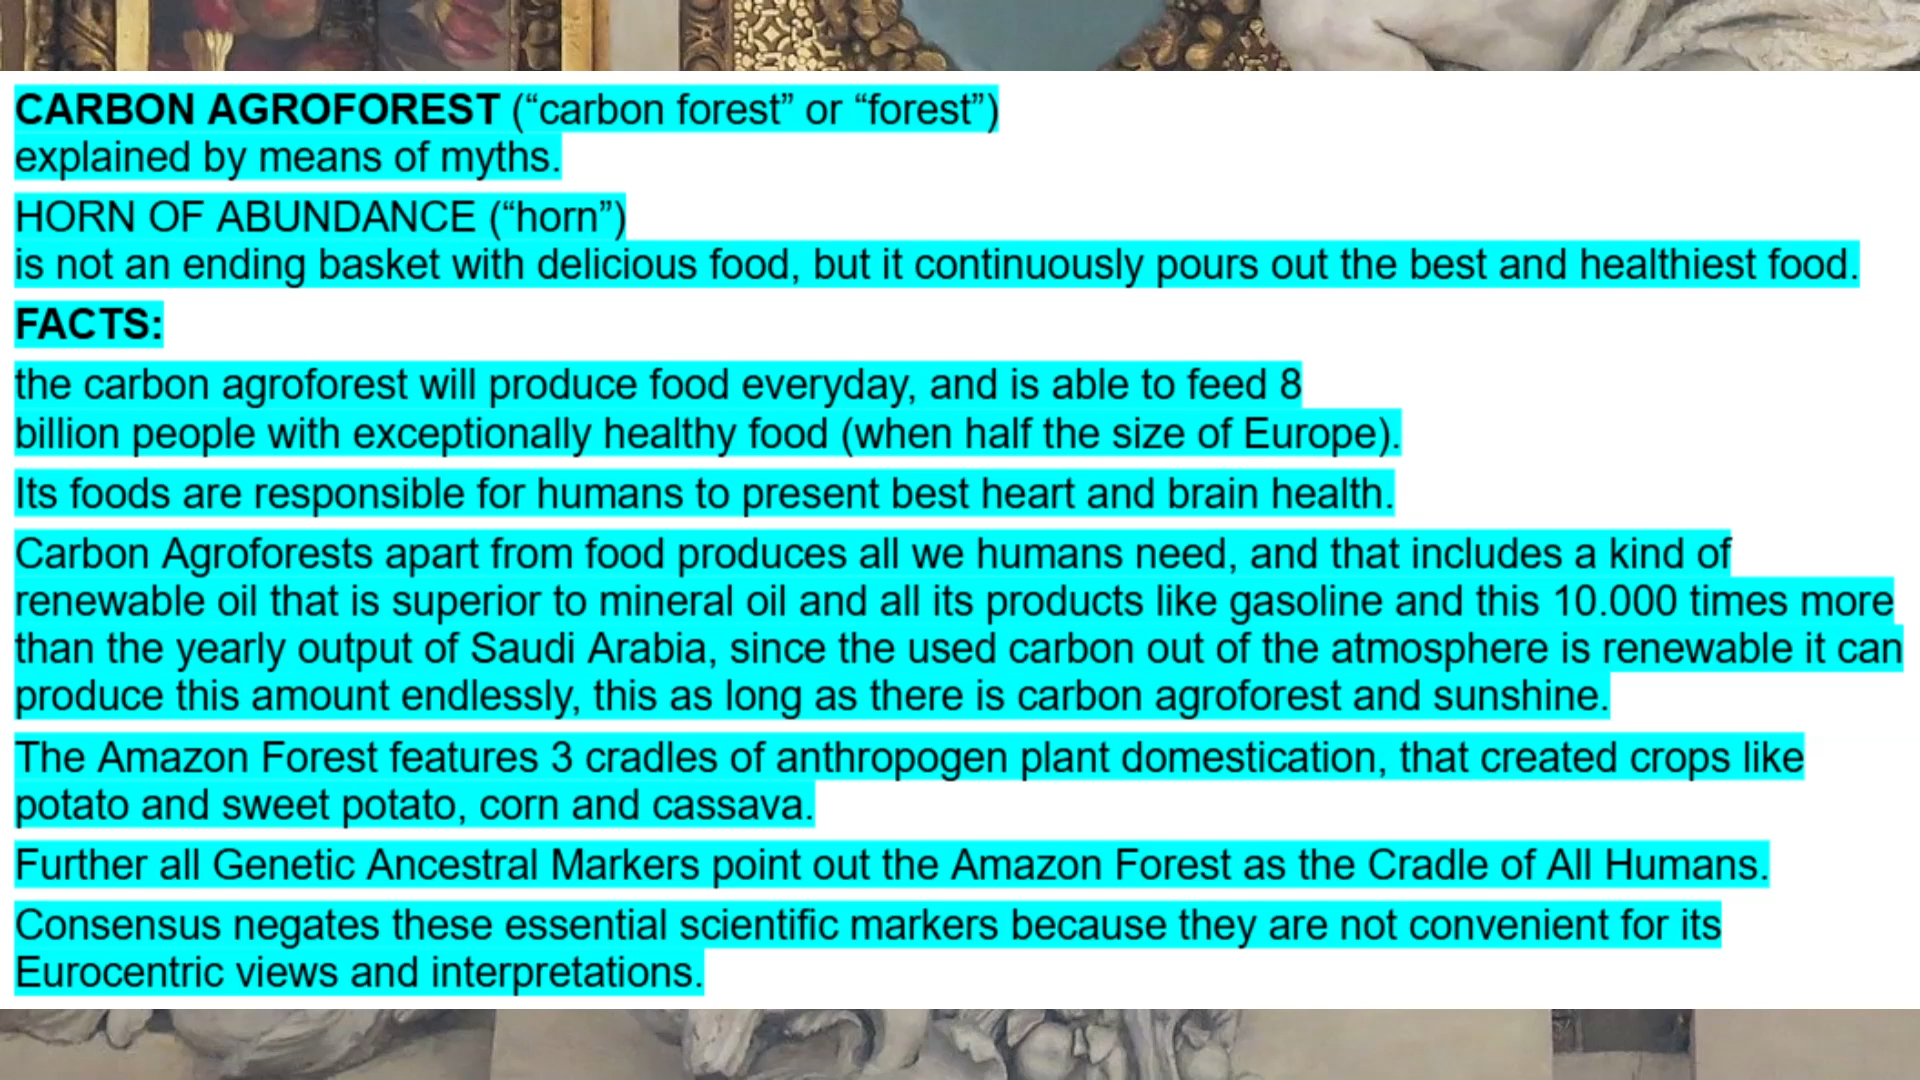 CARBON AGROFOREST (“carbon forest” or “forest”)
explained by means of myths.
HORN OF ABUNDANCE (“horn”)
is not an ending basket with delicious food, but it continuously pours out the best and healthiest food.
FACTS:
the carbon agroforest will produce food everyday, and is able to feed 8
billion people with exceptionally healthy food (when half the size of Europe).
Its foods are responsible for humans to present best heart and brain health.
Carbon Agroforests apart from food produces all we humans need, and that includes a kind of
renewable oil that is superior to mineral oil and all its products like gasoline and this 10.000 times more
than the yearly output of Saudi Arabia, since the used carbon out of the atmosphere is renewable it can
produce this amount endlessly, this as long as there is carbon agroforest and sunshine.
The Amazon Forest features 3 cradles of anthropogen plant domestication, that created crops like
potato and sweet potato, corn and cassava.
Further all Genetic Ancestral Markers point out the Amazon Forest as the Cradle of All Humans.
Consensus negates these essential scientific markers because they are not convenient for its
Eurocentric views and interpretations.